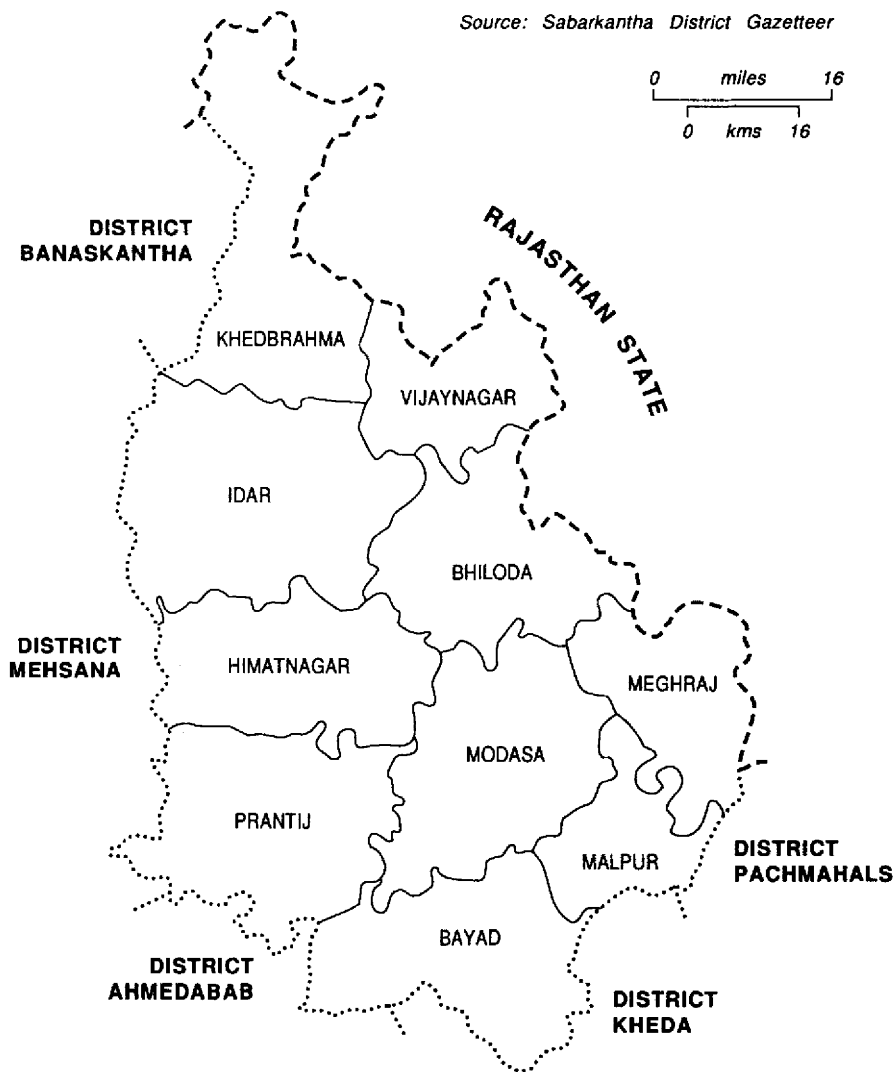 Source: Sabarkantha District Gazetteer
0 miles 16
0 kms 16
DISTRICT
BANASKANTHA
RAJASTHAN STATE
KHEDBRAHMA
VIJAYNAGAR
IDAR
BHILODA
DISTRICT
MEHSANA
HIMATNAGAR
MEGHRAJ
MODASA
PRANTIJ
MALPUR
DISTRICT
PACHMAHALS
BAYAD
DISTRICT
AHMEDABAB
DISTRICT
KHEDA